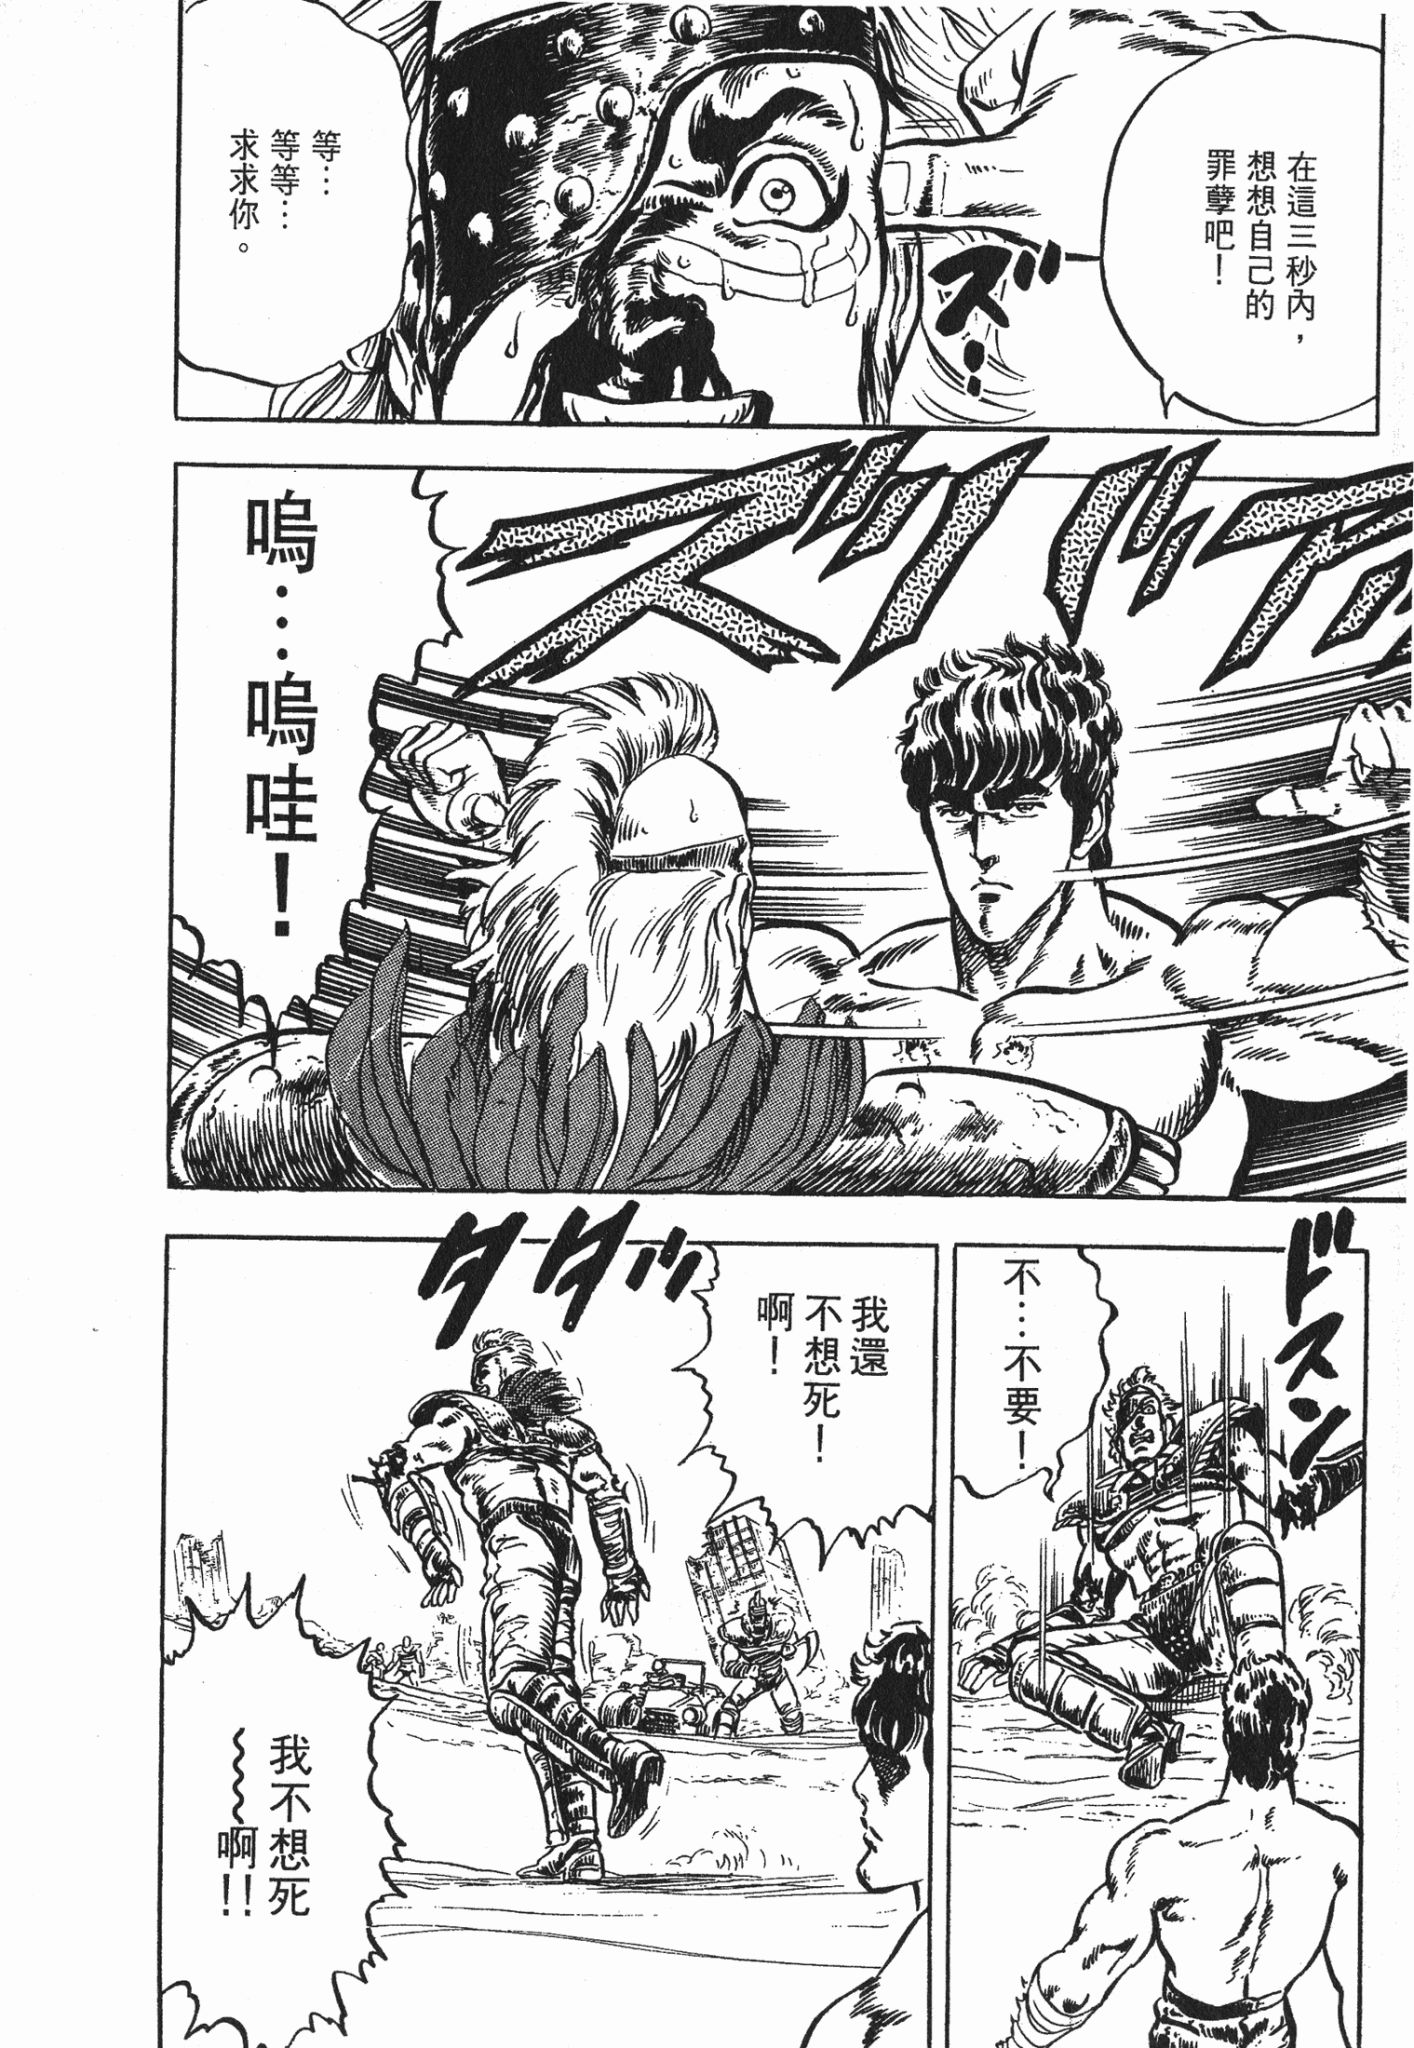 在這三秒內，
想想自己的
罪孽吧！
ズ！
等…
等等…
求求你。
ズバァ
嗚…嗚哇！
ドスン
不…不要！
我還
不想死！
啊！
タタッ
我不想死
～～啊！！